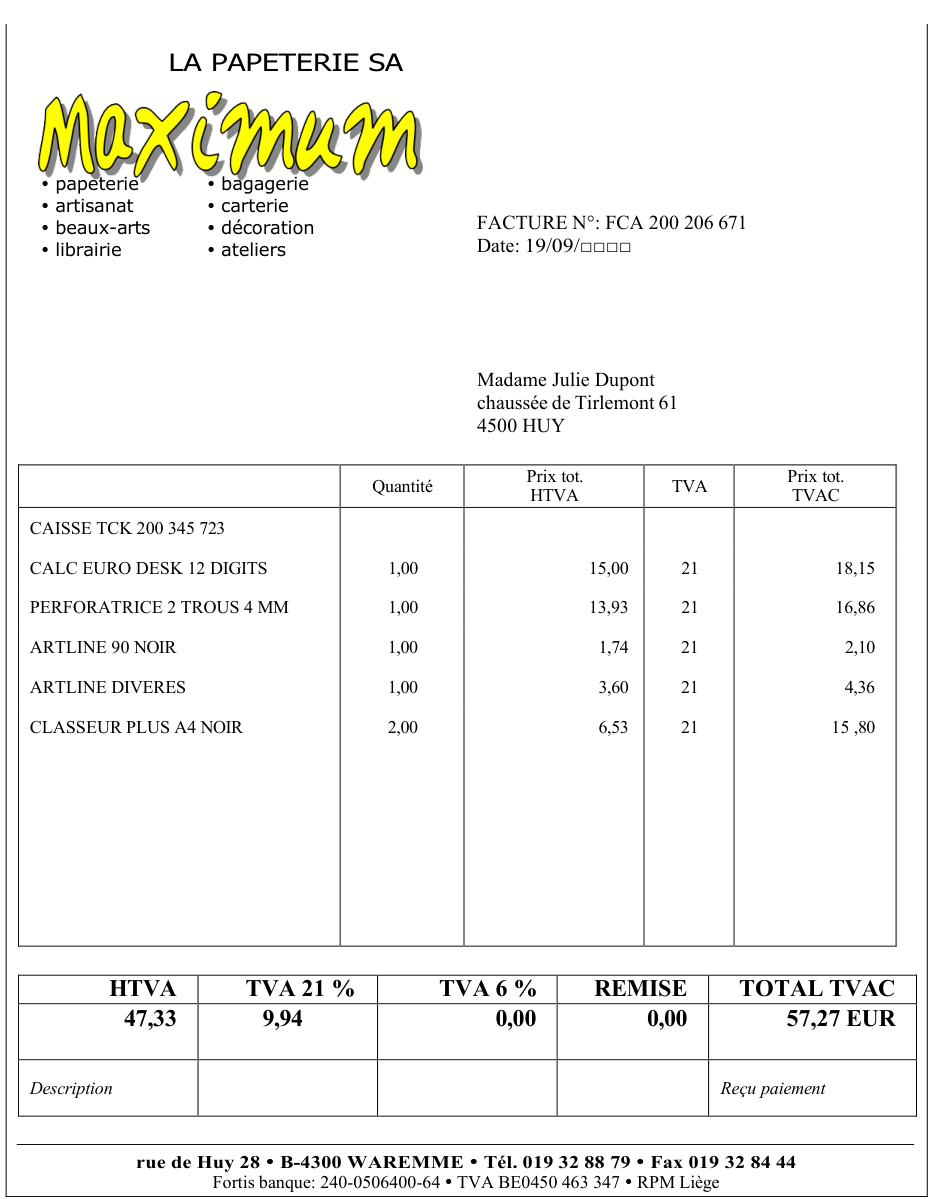 LA PAPETERIE SA
Maximum
• papeterie • bagagerie
• artisanat • carterie
• beaux-arts • décoration
• librairie • ateliers
FACTURE N°: FCA 200 206 671
Date: 19/09/□□□□
Madame Julie Dupont
chaussée de Tirlemont 61
4500 HUY
Quantité Prix tot. HTVA TVA Prix tot. TVAC
CAISSE TCK 200 345 723
CALC EURO DESK 12 DIGITS 1,00 15,00 21 18,15
PERFORATRICE 2 TROUS 4 MM 1,00 13,93 21 16,86
ARTLINE 90 NOIR 1,00 1,74 21 2,10
ARTLINE DIVERES 1,00 3,60 21 4,36
CLASSEUR PLUS A4 NOIR 2,00 6,53 21 15 ,80
HTVA TVA 21 % TVA 6 % REMISE TOTAL TVAC
47,33 9,94 0,00 0,00 57,27 EUR
Description Reçu paiement
rue de Huy 28 • B-4300 WAREMME • Tél. 019 32 88 79 • Fax 019 32 84 44
Fortis banque: 240-0506400-64 • TVA BE0450 463 347 • RPM Liège